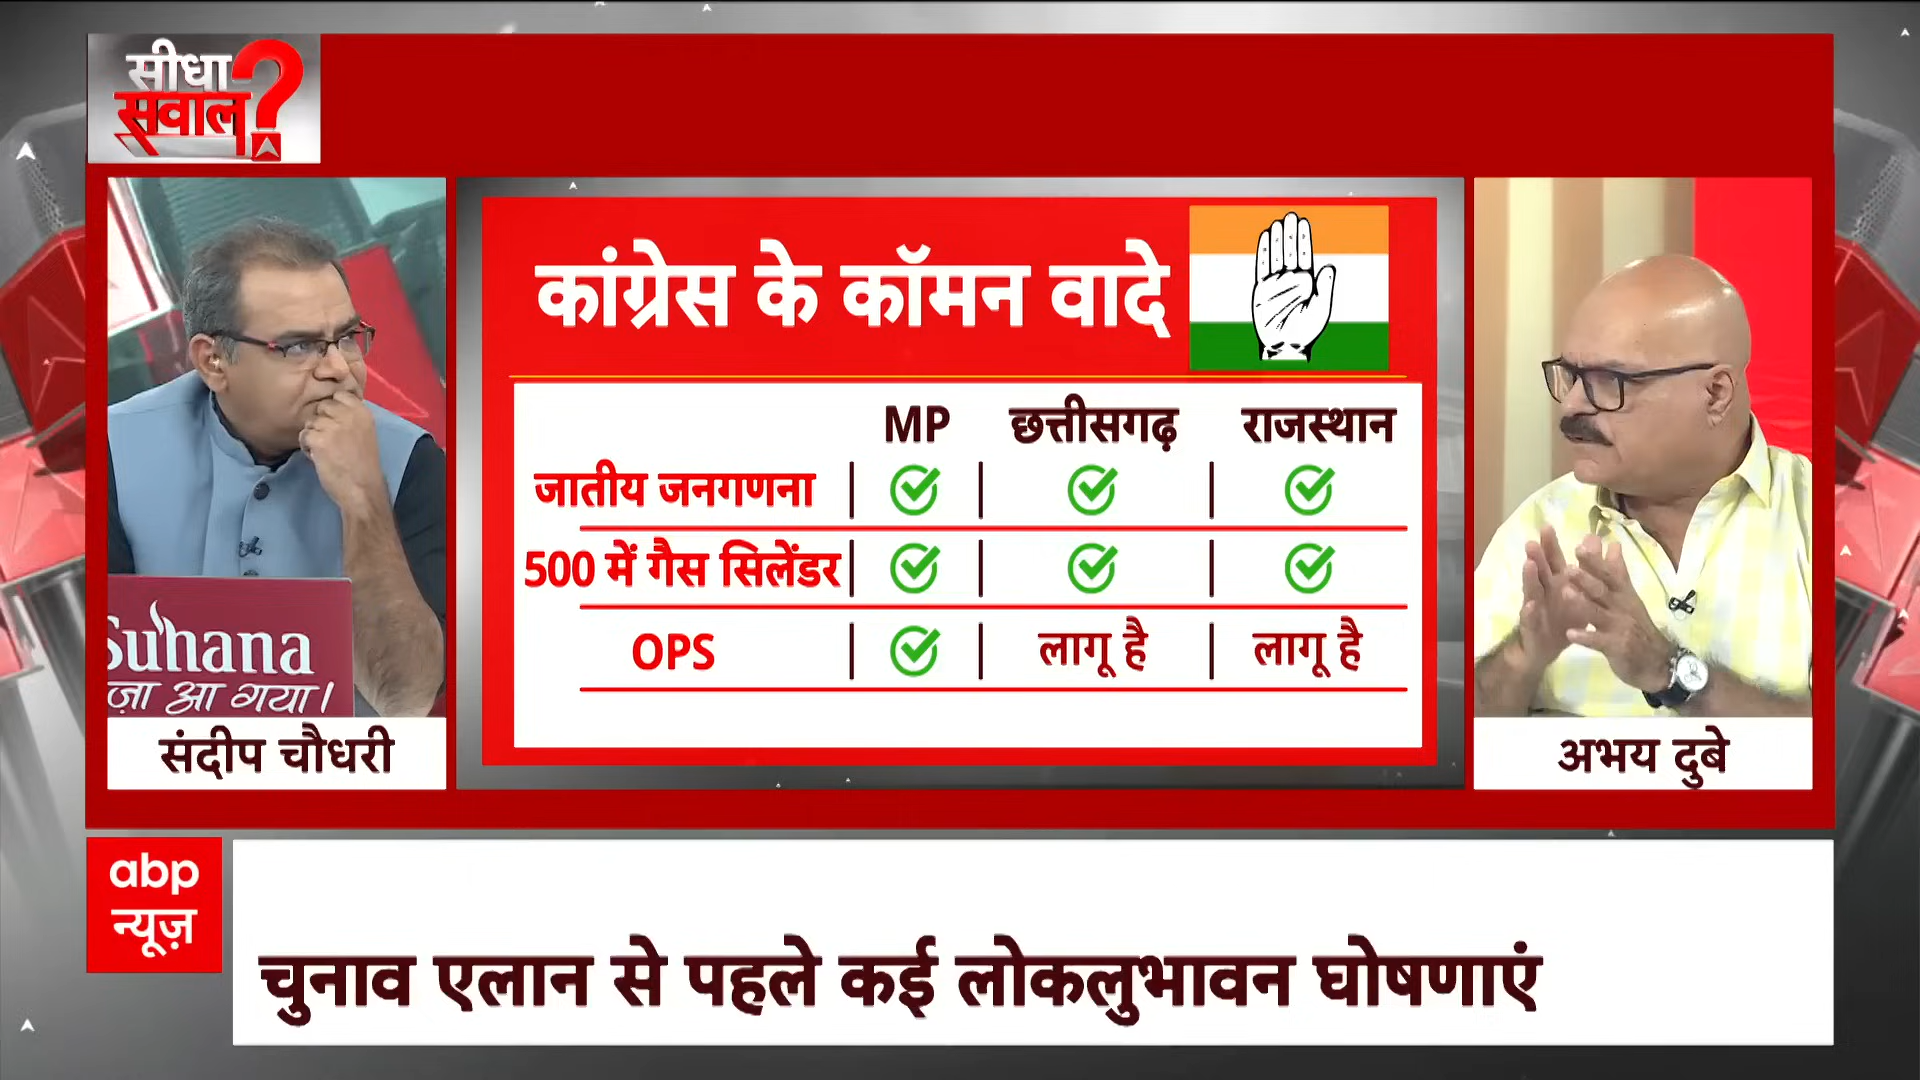 सीधा
सवाल?
कांग्रेस के कॉमन वादे
MP छत्तीसगढ़ राजस्थान
जातीय जनगणना
500 में गैस सिलेंडर
OPS लागू है लागू है
Suhana
ज़ा आ गया।
संदीप चौधरी
अभय दुबे
abp
न्यूज़
चुनाव एलान से पहले कई लोकलुभावन घोषणाएं